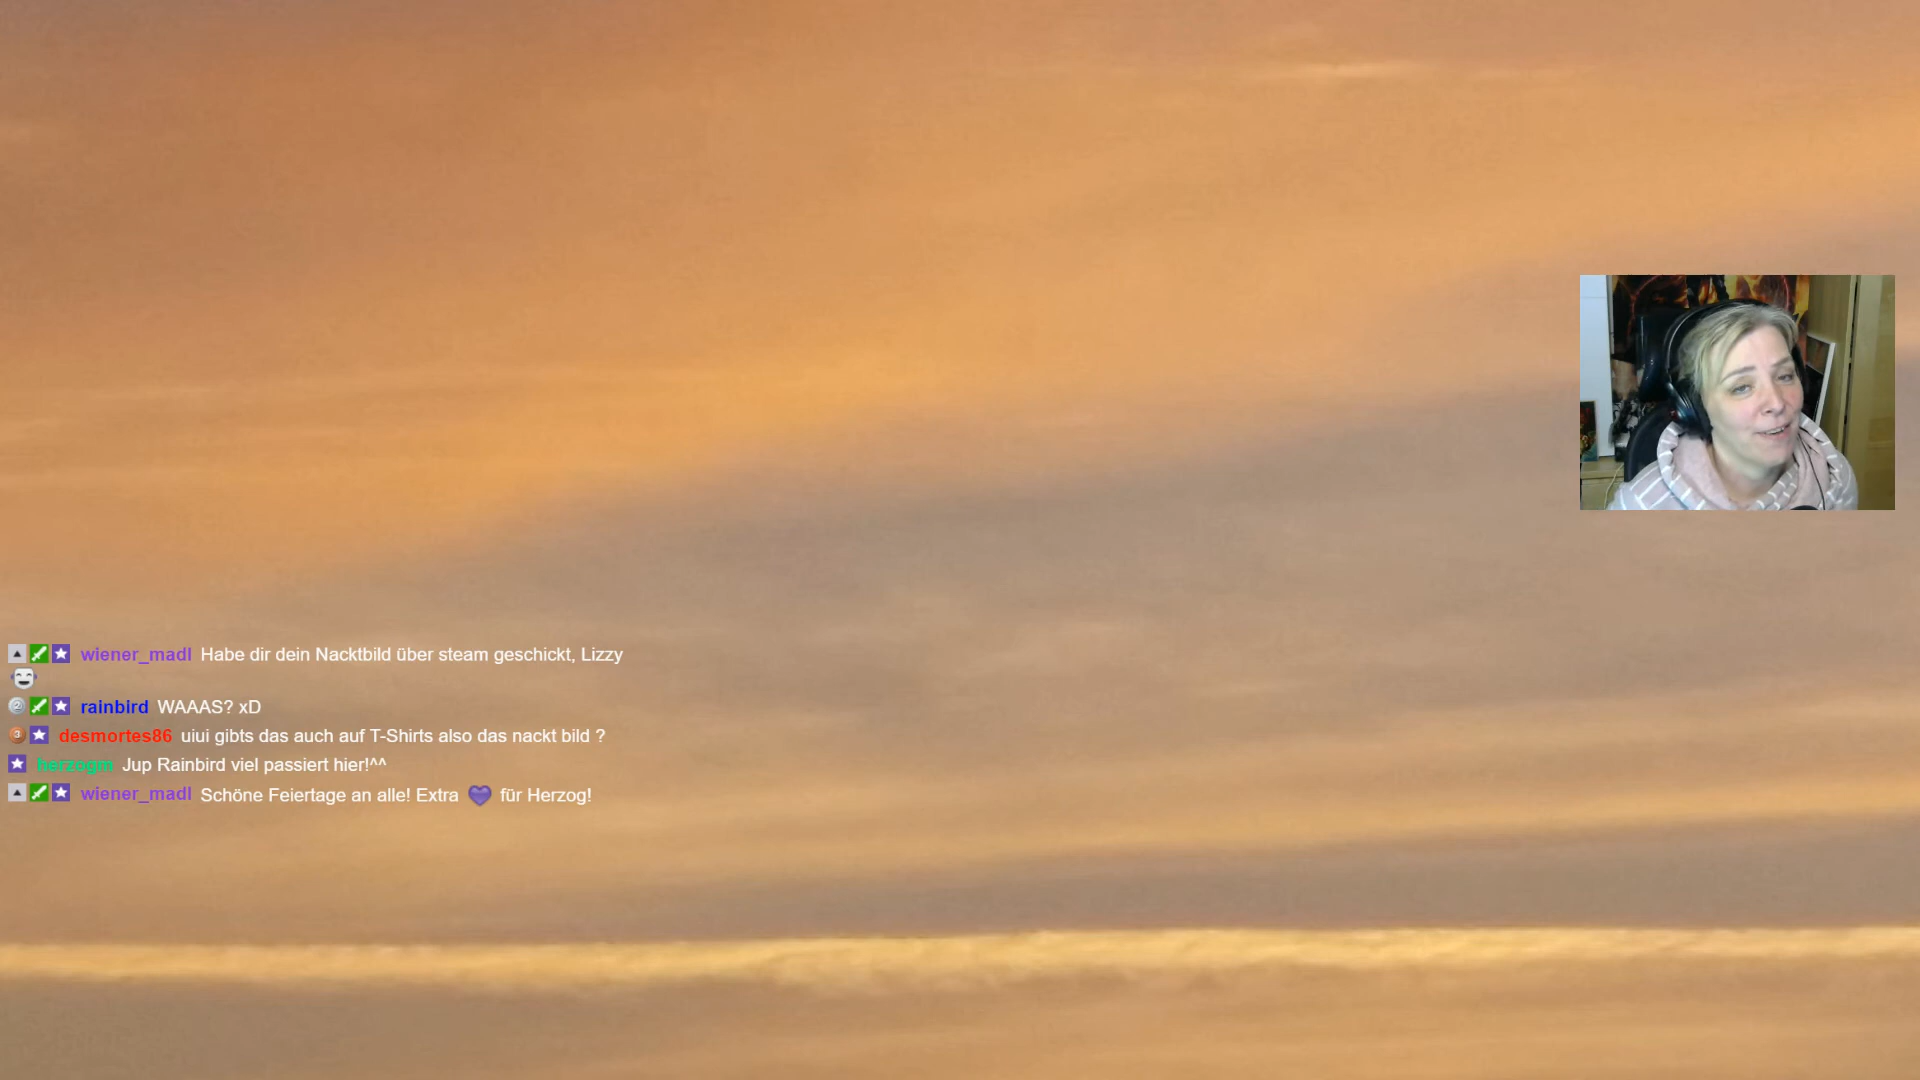 wiener_madl Habe dir dein Nacktbild über steam geschickt, Lizzy
rainbird WAAAS? xD
desmortes86 uiui gibts das auch auf T-Shirts also das nackt bild ?
herzogm Jup Rainbird viel passiert hier!^^
wiener_madl Schöne Feiertage an alle! Extra 💜 für Herzog!